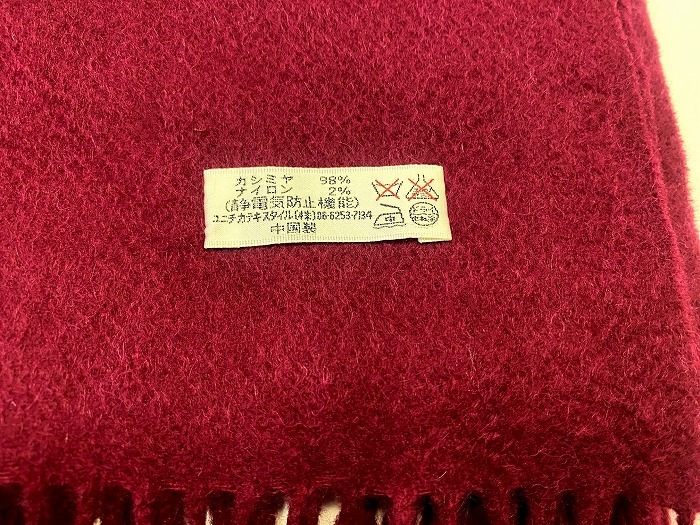 カシミヤ 98%
ナイロン 2%
(静電気防止機能)
ユニチカテキスタイル(株)06-6253-7134
中国製